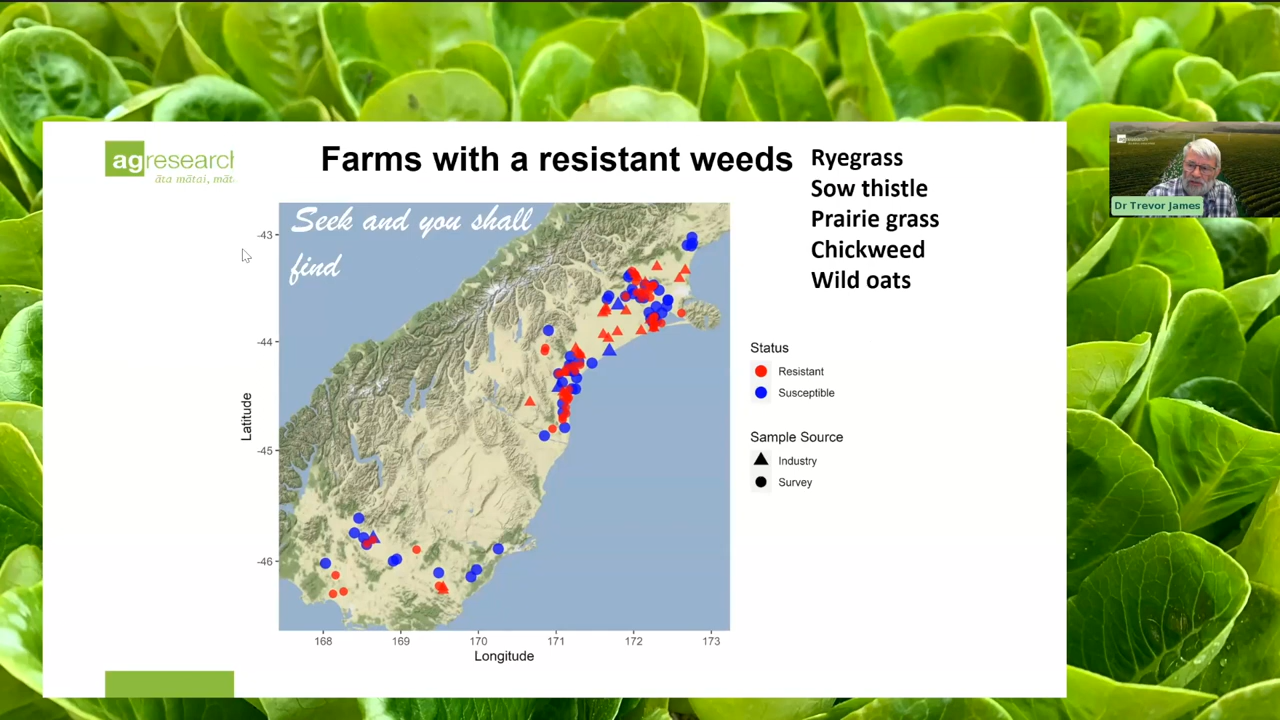 agresearch
āta mātai, māt
Farms with a resistant weeds
Ryegrass
Sow thistle
Prairie grass
Chickweed
Wild oats
Seek and you shall
find
-43
-44
-45
-46
Latitude
168
169
170
171
172
173
Longitude
Status
Resistant
Susceptible
Sample Source
Industry
Survey
Dr Trevor James